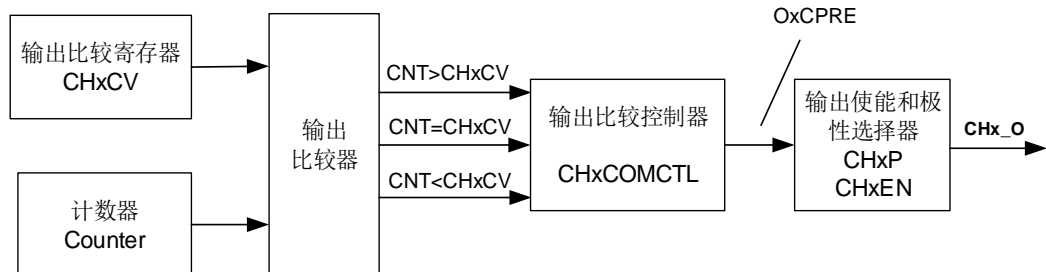 OxCPRE
输出比较寄存器
CHxCV
计数器
Counter
输出
比较器
CNT>CHxCV
CNT=CHxCV
CNT<CHxCV
输出比较控制器
CHxCOMCTL
输出使能和极
性选择器
CHxP
CHxEN
CHx_O